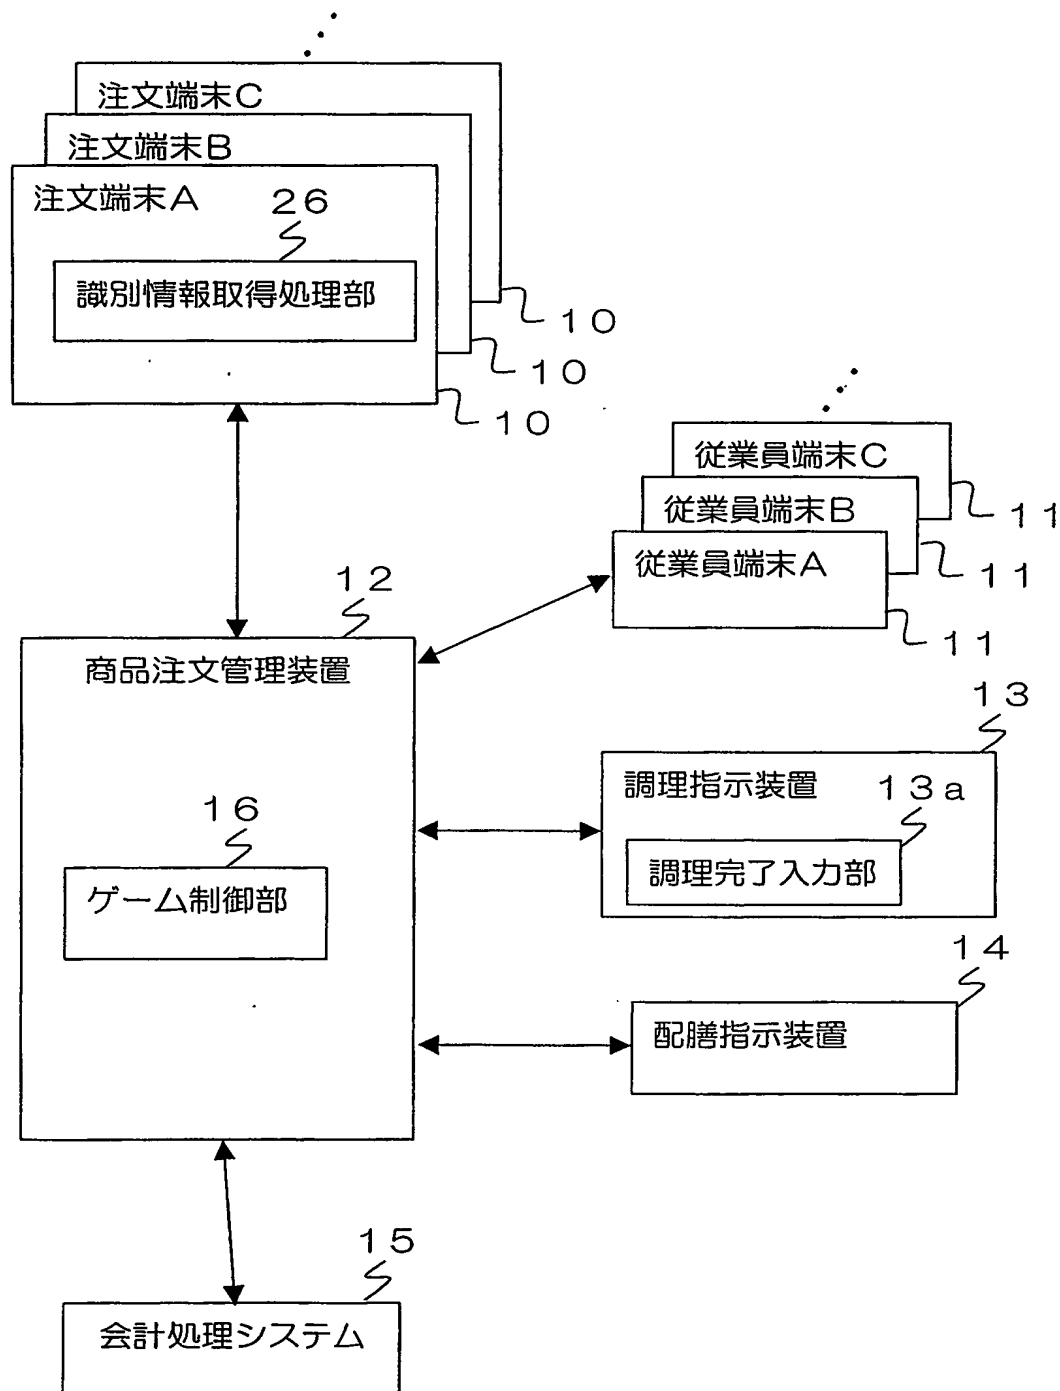 注文端末C
注文端末B
注文端末A
26
識別情報取得処理部
10
10
10
従業員端末C
従業員端末B
従業員端末A
11
11
11
12
商品注文管理装置
16
ゲーム制御部
13
調理指示装置
13a
調理完了入力部
14
配膳指示装置
15
会計処理システム